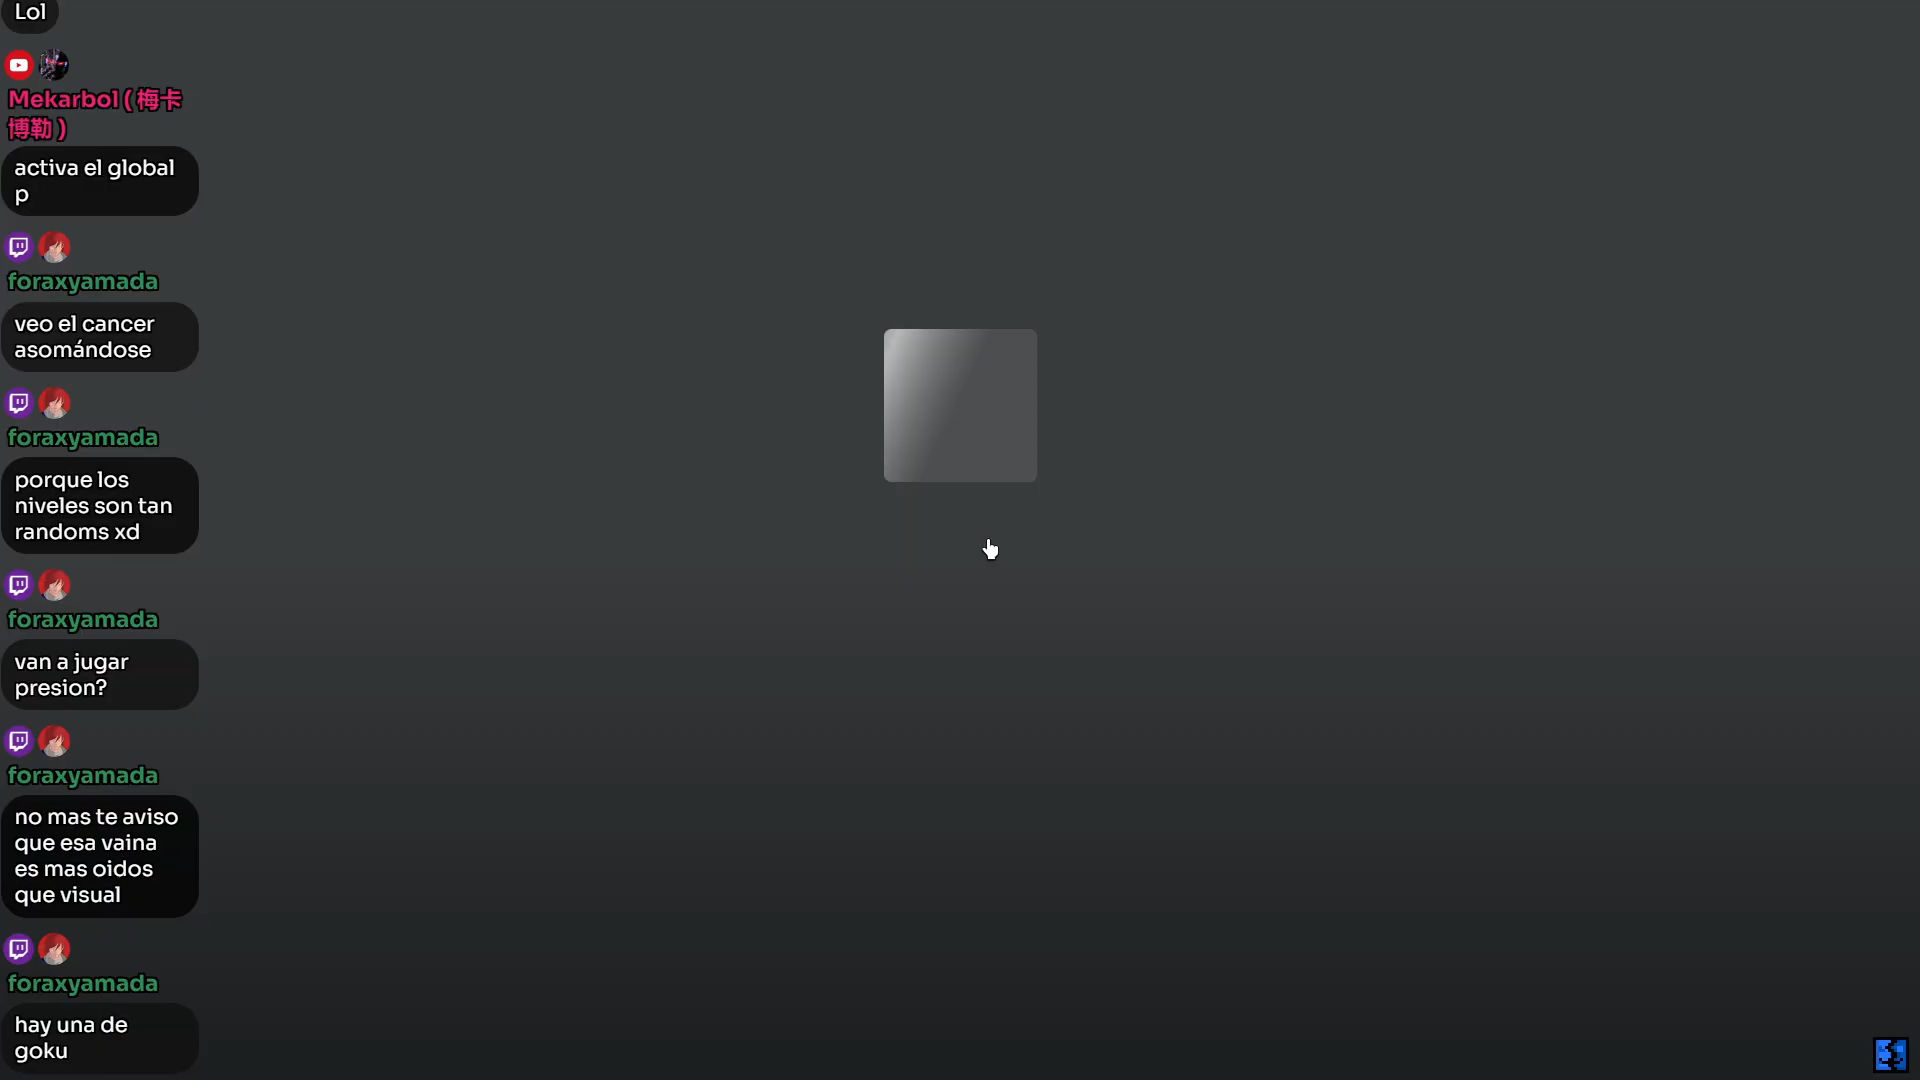 Lol
Mekarbol ( 梅卡
博勒 )
activa el global
p
foraxyamada
veo el cancer
asomándose
foraxyamada
porque los
niveles son tan
randoms xd
foraxyamada
van a jugar
presion?
foraxyamada
no mas te aviso
que esa vaina
es mas oidos
que visual
foraxyamada
hay una de
goku